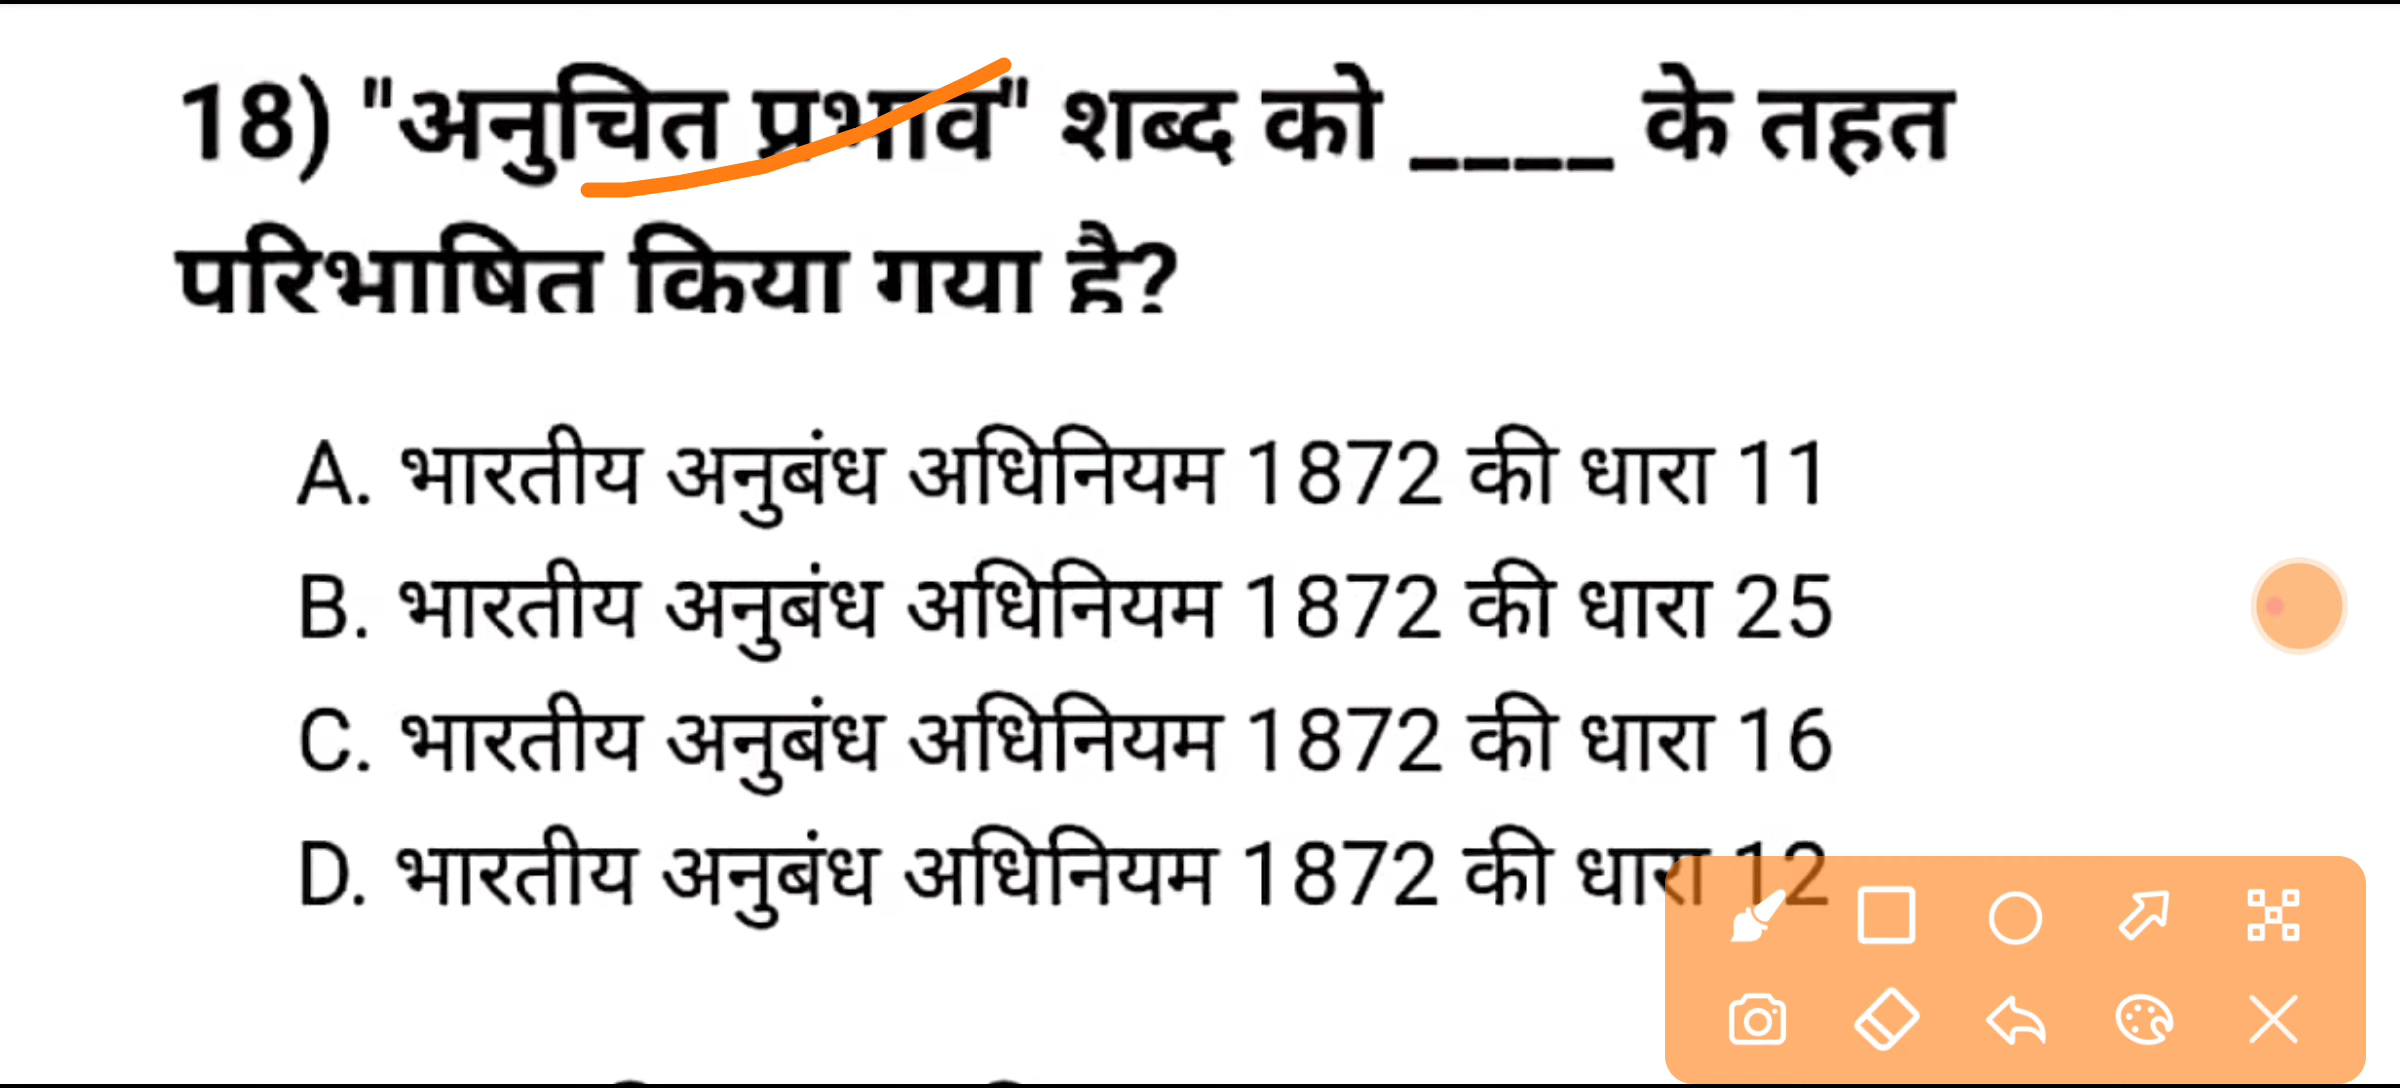 18) "अनुचित प्रभाव" शब्द को ____ के तहत
परिभाषित किया गया है?
A. भारतीय अनुबंध अधिनियम 1872 की धारा 11
B. भारतीय अनुबंध अधिनियम 1872 की धारा 25
C. भारतीय अनुबंध अधिनियम 1872 की धारा 16
D. भारतीय अनुबंध अधिनियम 1872 की धारा 12